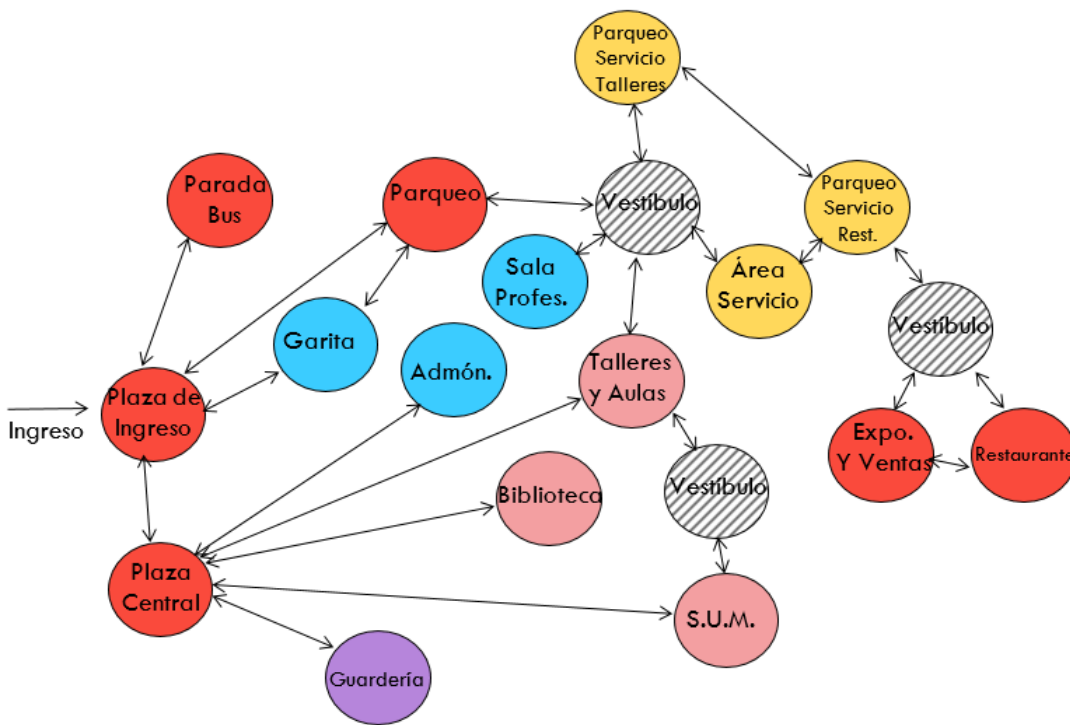 Parqueo
Servicio
Talleres
Parada
Bus
Parqueo
Vestíbulo
Parqueo
Servicio
Rest.
Sala
Profes.
Área
Servicio
Garita
Admón.
Talleres
y Aulas
Vestíbulo
Plaza de
Ingreso
Ingreso
Expo.
Y Ventas
Restaurante
Biblioteca
Vestíbulo
Plaza
Central
S.U.M.
Guardería